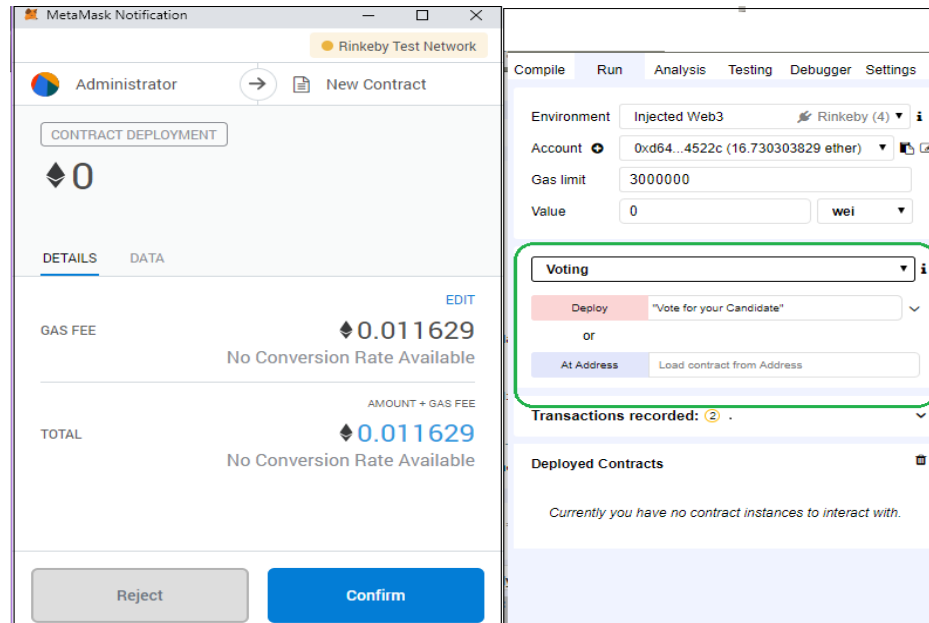 MetaMask Notification
Rinkeby Test Network
Administrator
New Contract
CONTRACT DEPLOYMENT
0
DETAILS
DATA
EDIT
GAS FEE
0.011629
No Conversion Rate Available
AMOUNT + GAS FEE
TOTAL
0.011629
No Conversion Rate Available
Reject
Confirm
Compile Run Analysis Testing Debugger Settings
Environment Injected Web3 Rinkeby (4) i
Account 0xd64...4522c (16.730303829 ether)
Gas limit 3000000
Value 0 wei
Voting i
Deploy "Vote for your Candidate"
or
At Address Load contract from Address
Transactions recorded: 2 .
Deployed Contracts
Currently you have no contract instances to interact with.